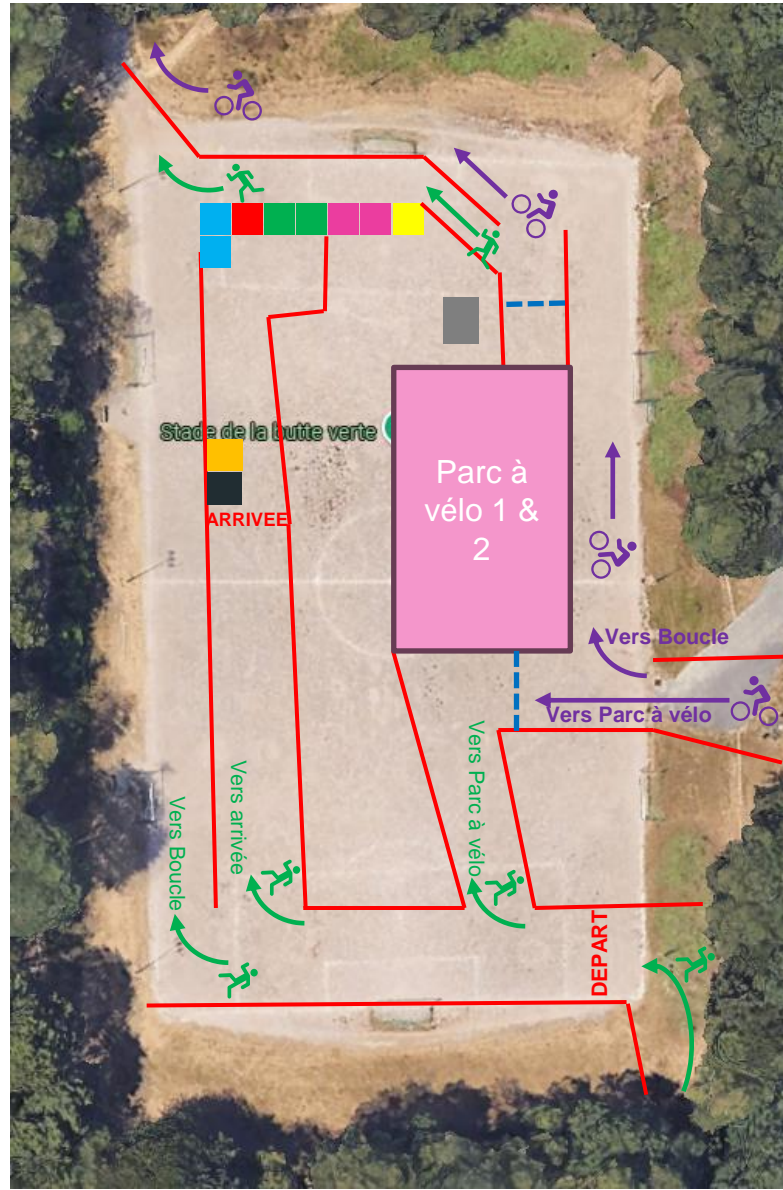 Stade de la butte verte
Parc à
vélo 1 &
2
ARRIVEE
Vers Boucle
Vers Parc à vélo
Vers Parc à vélo
Vers arrivée
Vers Boucle
DEPART